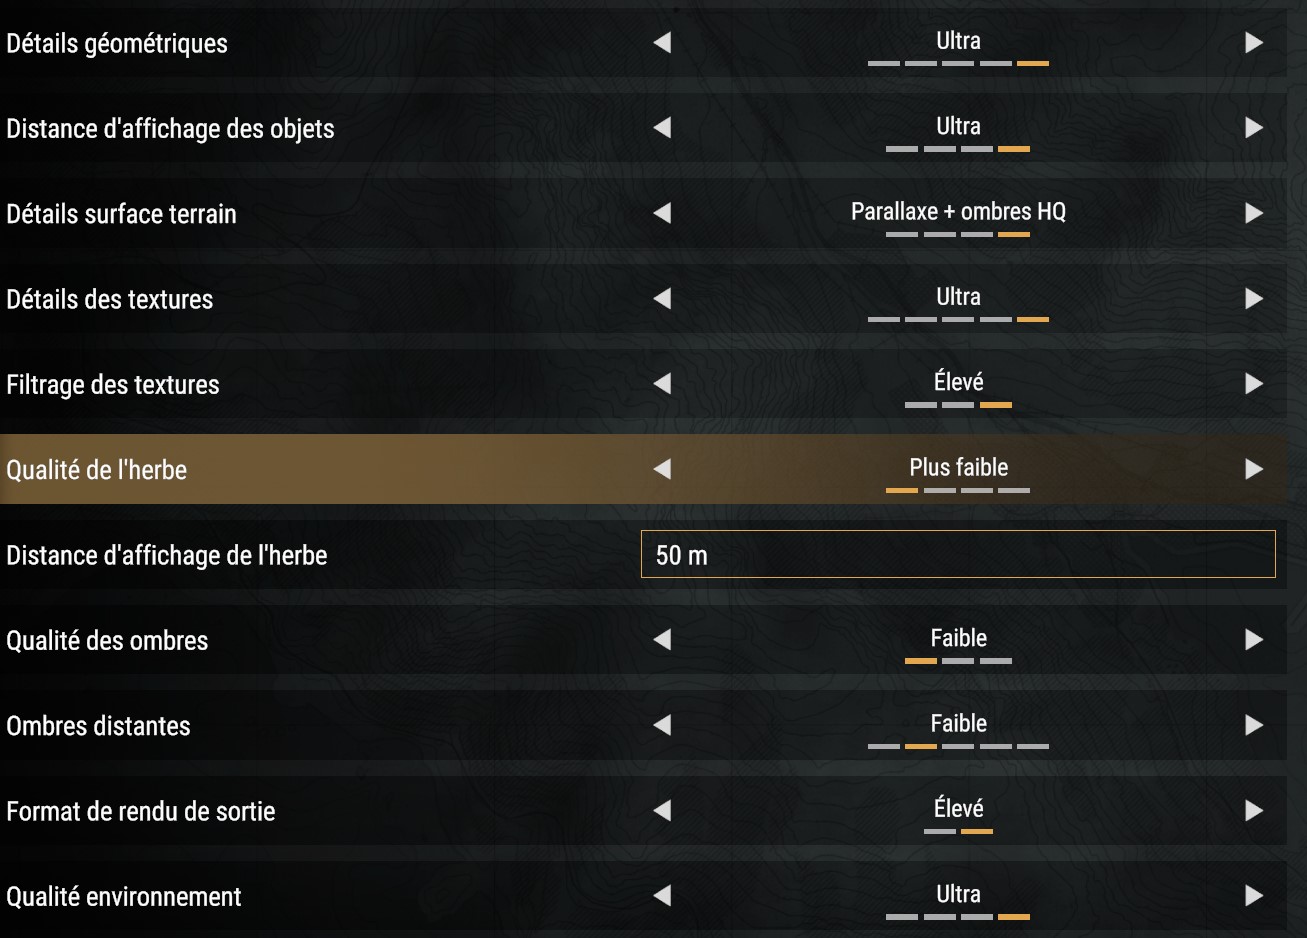 Détails géométriques
Ultra
Distance d'affichage des objets
Ultra
Détails surface terrain
Parallaxe + ombres HQ
Détails des textures
Ultra
Filtrage des textures
Élevé
Qualité de l'herbe
Plus faible
Distance d'affichage de l'herbe
50 m
Qualité des ombres
Faible
Ombres distantes
Faible
Format de rendu de sortie
Élevé
Qualité environnement
Ultra